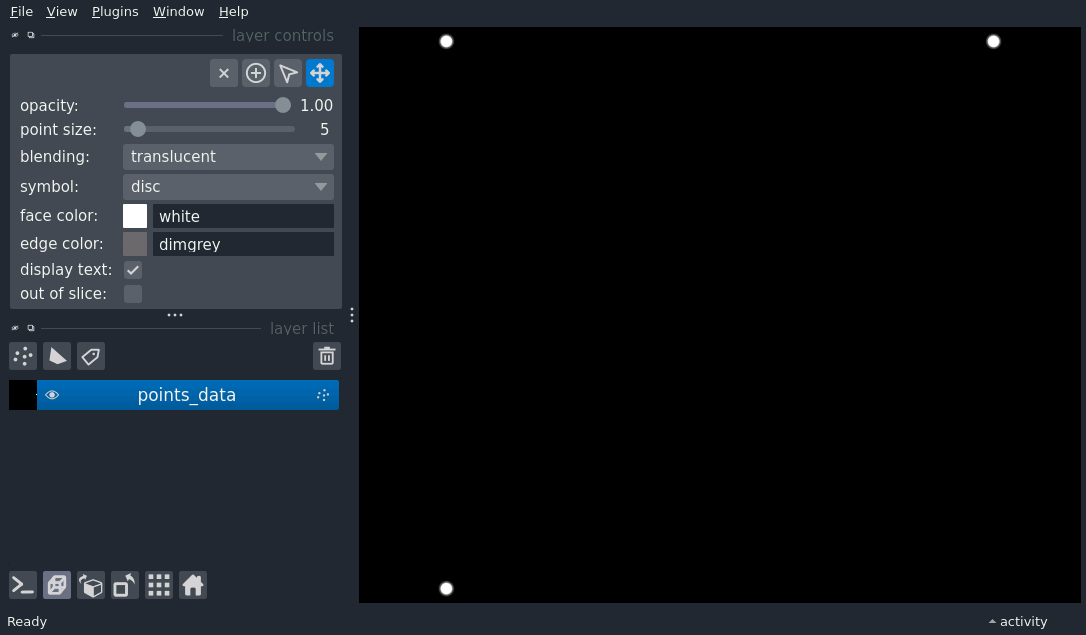 File View Plugins Window Help
layer controls
opacity: 1.00
point size: 5
blending: translucent
symbol: disc
face color: white
edge color: dimgrey
display text:
out of slice:
layer list
points_data
Ready
activity